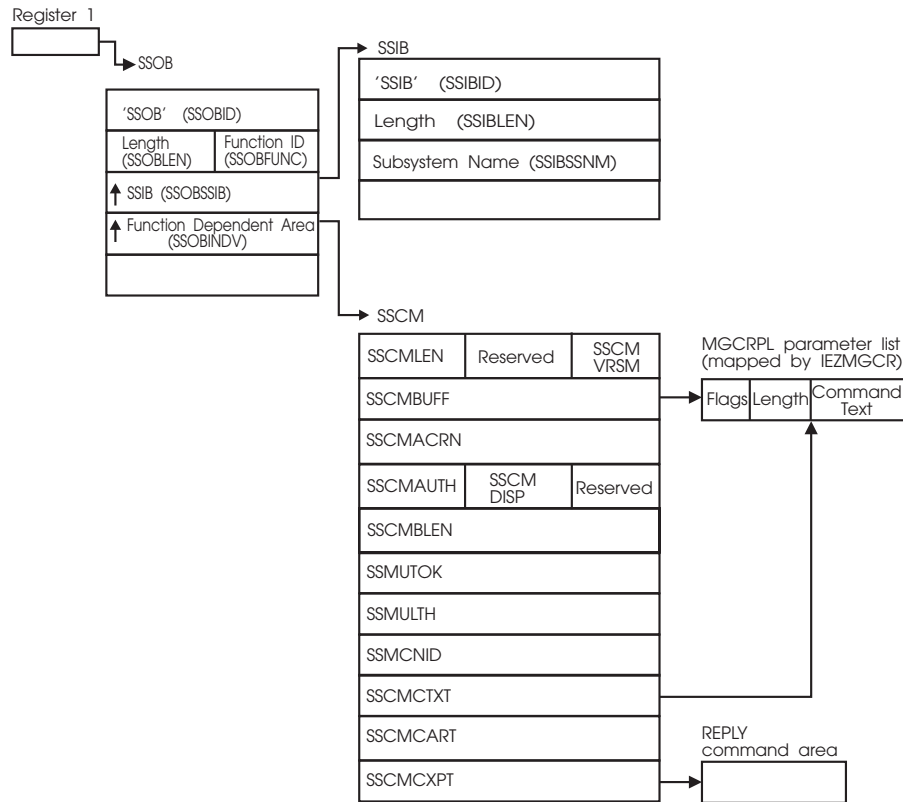 Register 1
SSOB
'SSOB' (SSOBID)
Length
(SSOBLEN)
Function ID
(SSOBFUNC)
SSIB (SSOBSSIB)
Function Dependent Area
(SSOBINDV)
SSIB
'SSIB' (SSIBID)
Length (SSIBLEN)
Subsystem Name (SSIBSSNM)
SSCM
SSCMLEN
Reserved
SSCM
VRSM
SSCMBUFF
SSCMACRN
SSCMAUTH
SSCM
DISP
Reserved
SSCMBLEN
SSMUTOK
SSMULTH
SSMCNID
SSCMCTXT
SSCMCART
SSCMCXPT
MGCRPL parameter list
(mapped by IEZMGCR)
Flags
Length
Command
Text
REPLY
command area